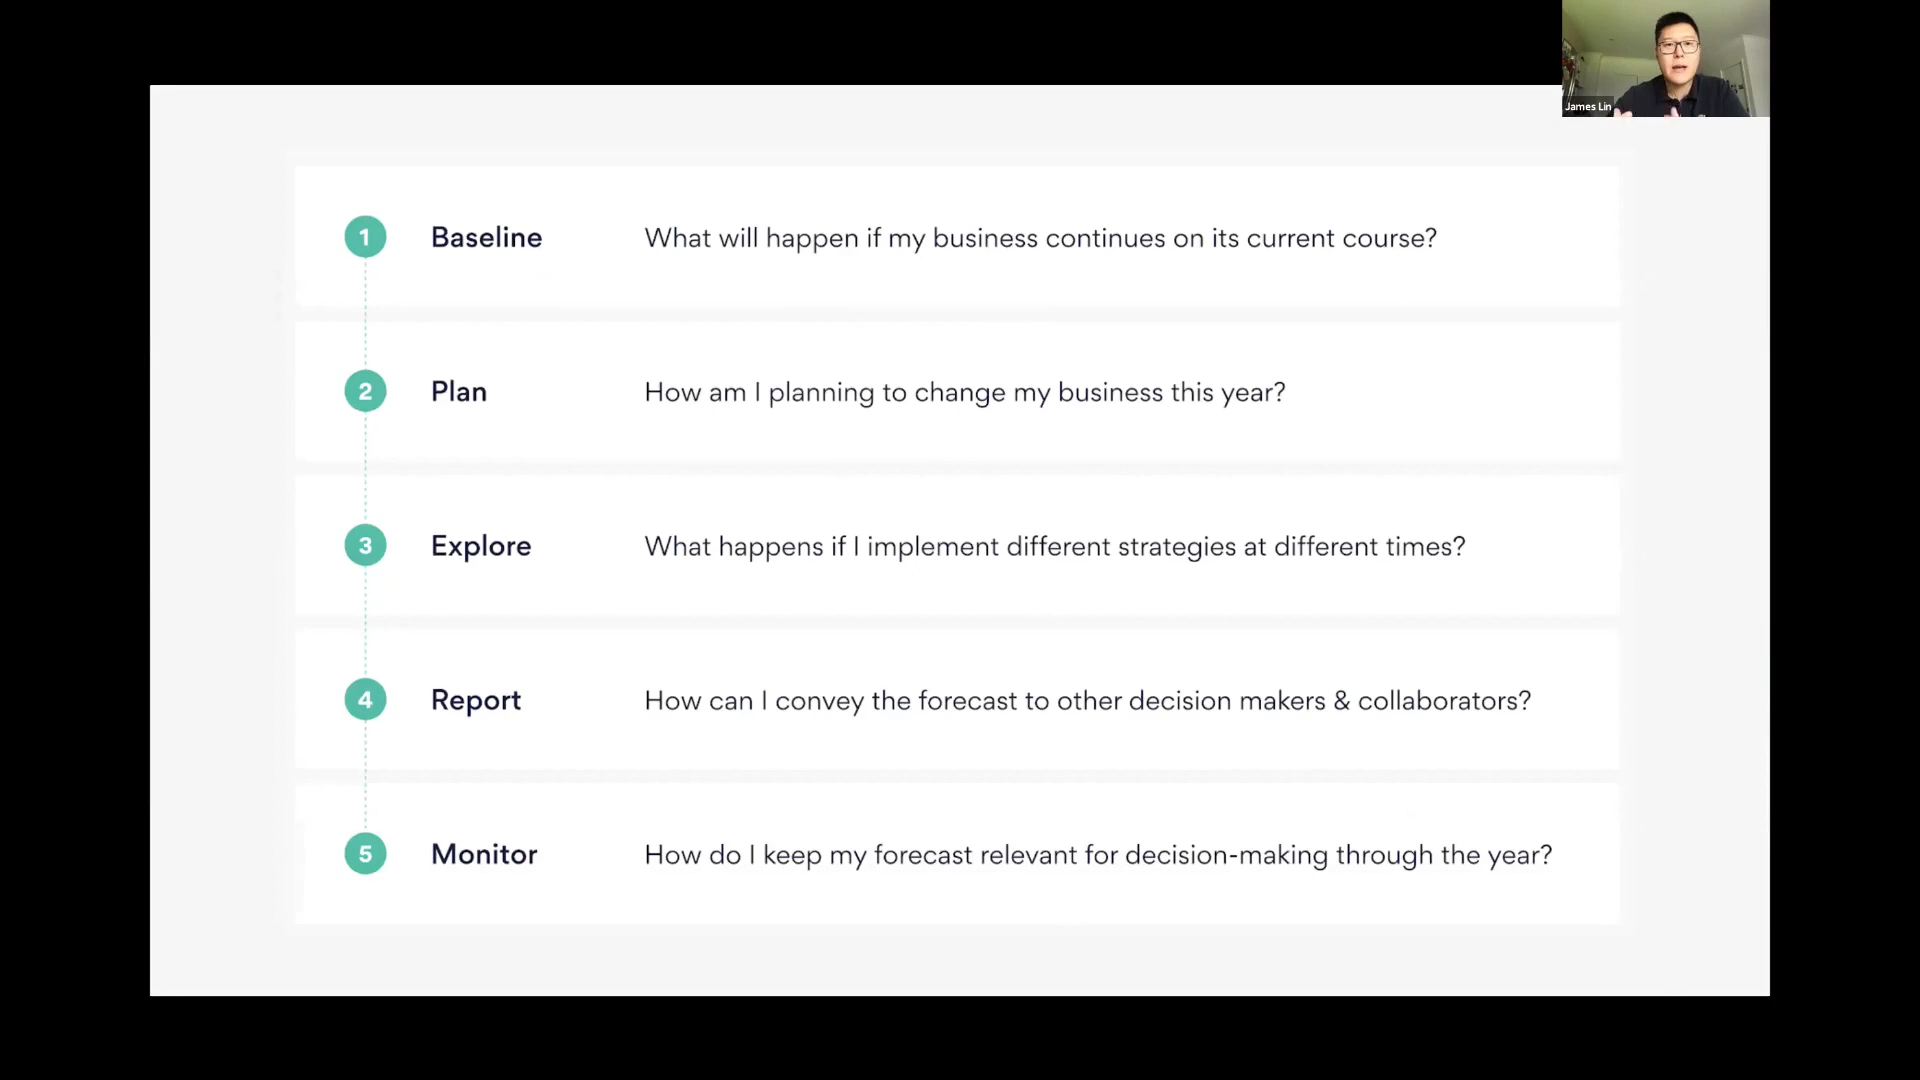 James Lin
1 Baseline What will happen if my business continues on its current course?
2 Plan How am I planning to change my business this year?
3 Explore What happens if I implement different strategies at different times?
4 Report How can I convey the forecast to other decision makers & collaborators?
5 Monitor How do I keep my forecast relevant for decision-making through the year?